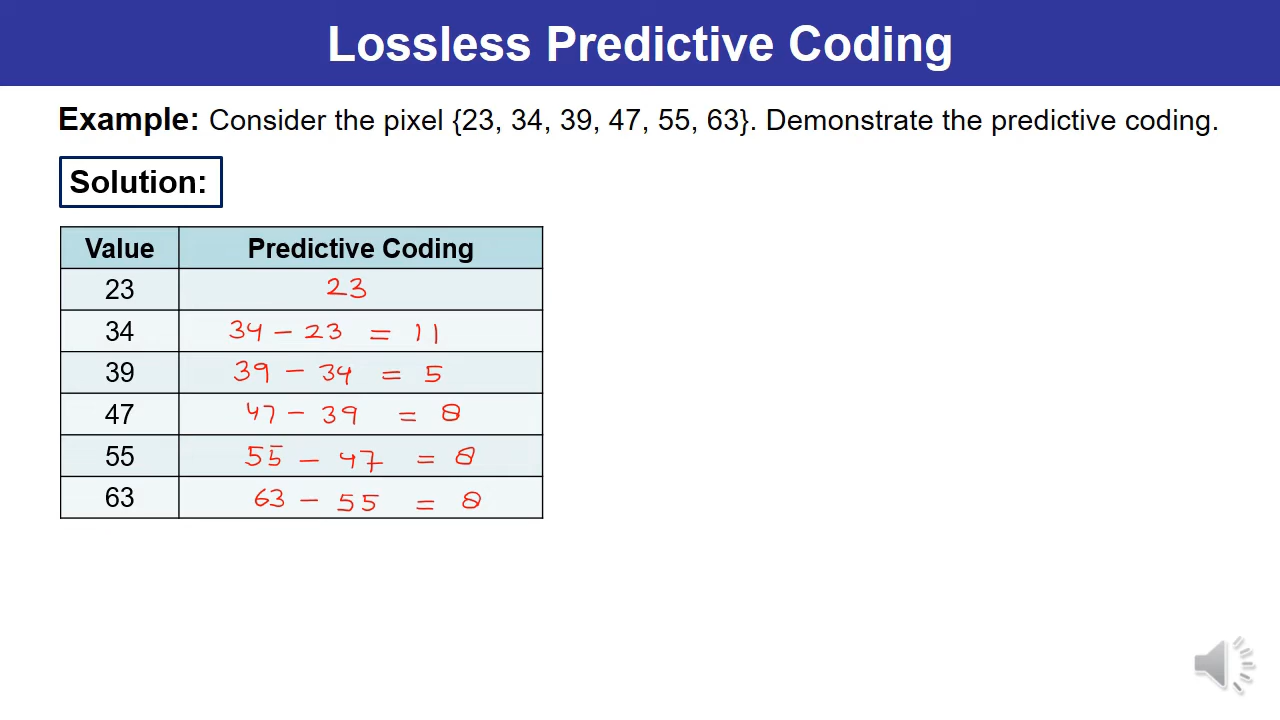 Lossless Predictive Coding
Example: Consider the pixel {23, 34, 39, 47, 55, 63}. Demonstrate the predictive coding.
Solution:
Value Predictive Coding
23 23
34 34 - 23 = 11
39 39 - 34 = 5
47 47 - 39 = 8
55 55 - 47 = 8
63 63 - 55 = 8